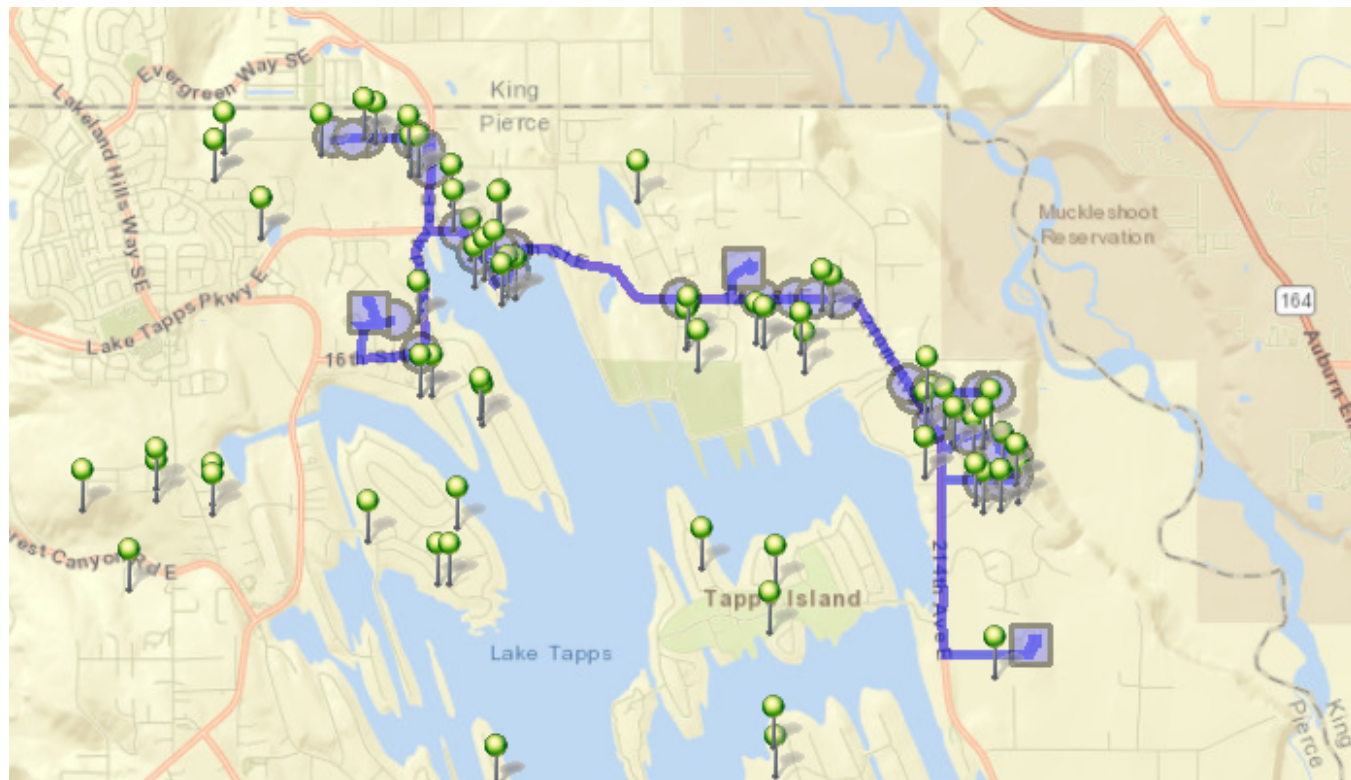 Evergreen Way SE
King
Pierce
Lakeland Hills Way SE
Muckleshoot
Reservation
164
Lake Tapps Pkwy E
16th St
Auburn En
rest Canyon Rd E
214th Ave E
Tapps Island
Lake Tapps
King
Pierce